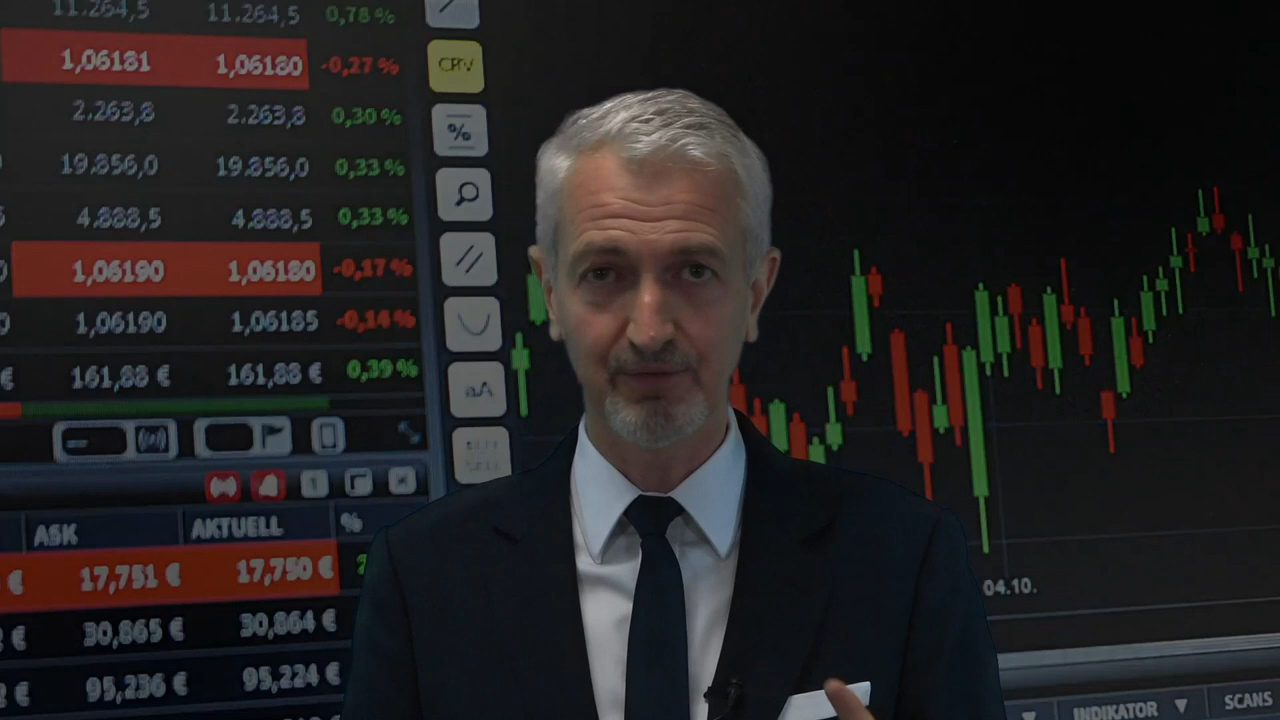 11.264,5 11.264,5 0,78 %
1,06181 1,06180 -0,27 %
CRV
2.263,8 2.263,8 0,30 %
%
19.856,0 19.856,0 0,33 %
4.888,5 4.888,5 0,33 %
1,06190 1,06180 -0,17 %
1,06190 1,06185 -0,14 %
€ 161,88 € 161,88 € 0,39 %
aA
ASK AKTUELL %
€ 17,751 € 17,750 €
€ 30,865 € 30,864 €
€ 95,236 € 95,224 €
04.10.
INDIKATOR ▼ SCANS